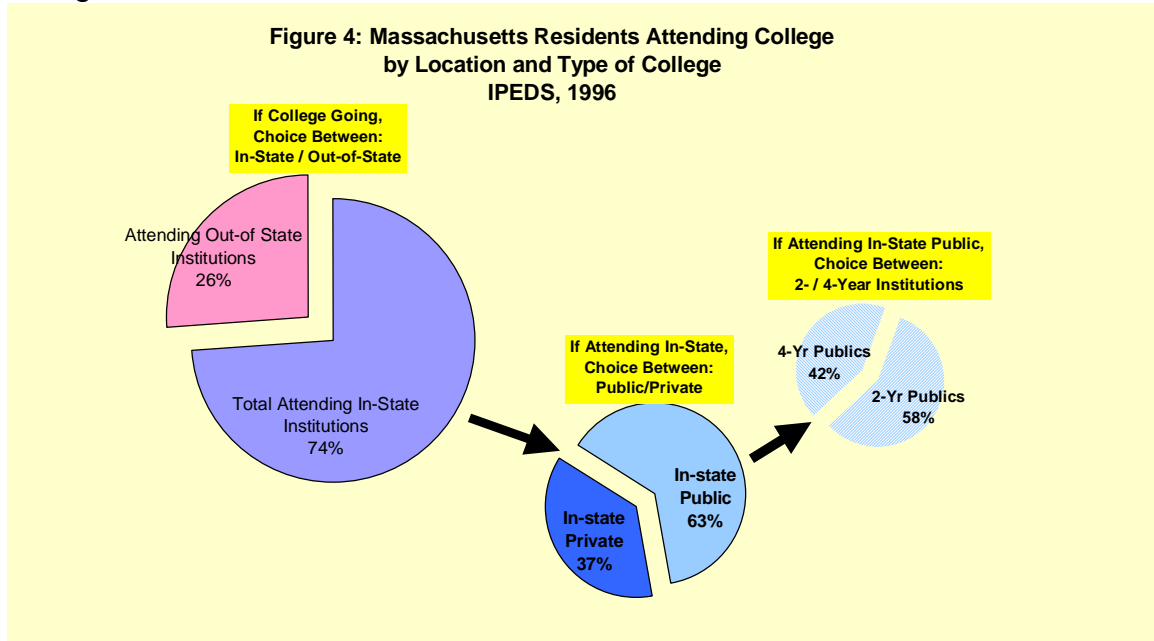 Figure 4: Massachusetts Residents Attending College
by Location and Type of College
IPEDS, 1996
If College Going,
Choice Between:
In-State / Out-of-State
Attending Out-of State
Institutions
26%
Total Attending In-State
Institutions
74%
If Attending In-State,
Choice Between:
Public/Private
In-state
Public
63%
In-state
Private
37%
If Attending In-State Public,
Choice Between:
2- / 4-Year Institutions
4-Yr Publics
42%
2-Yr Publics
58%